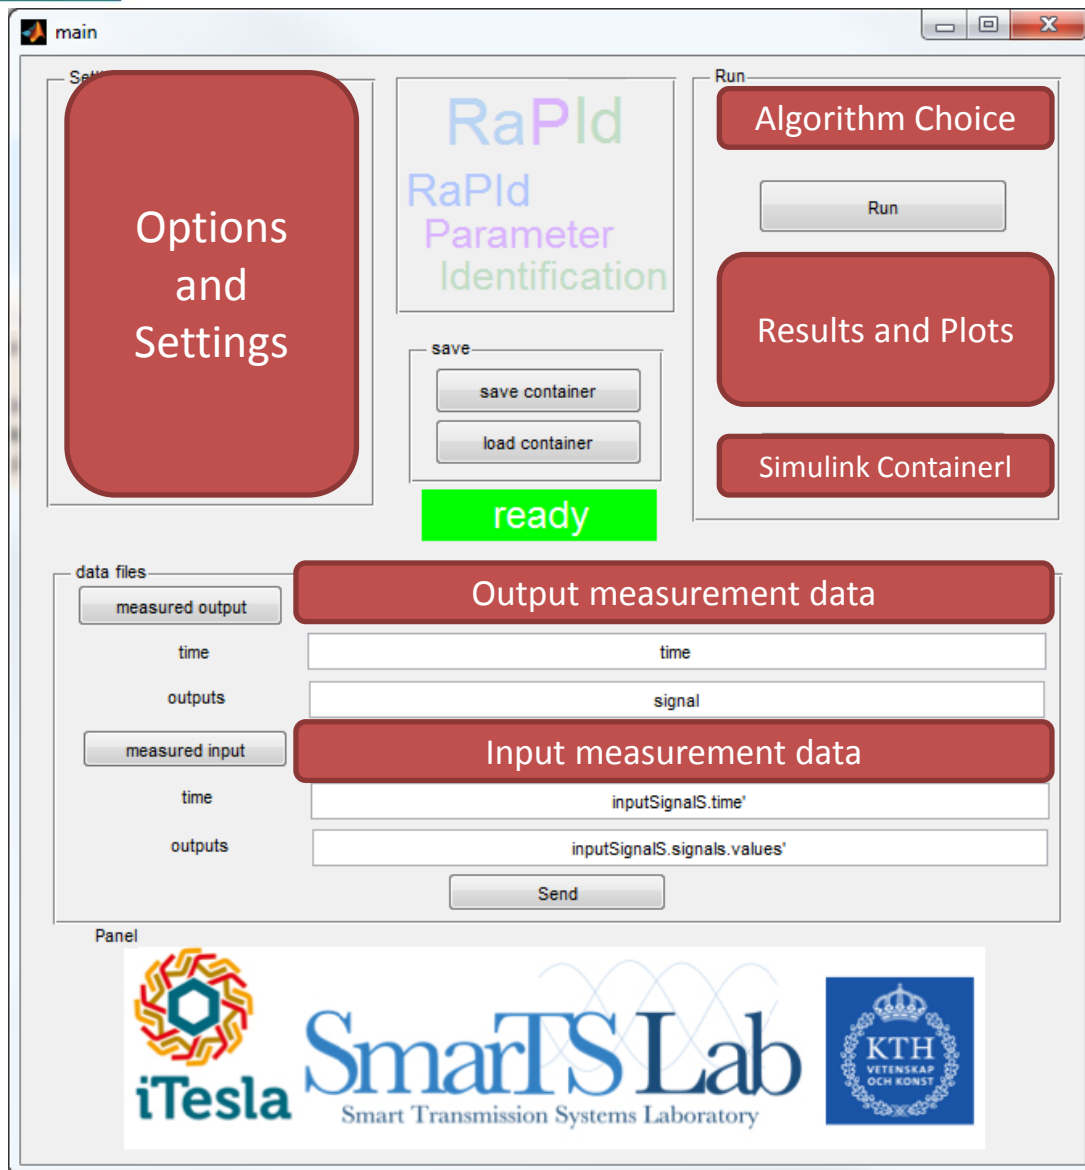 main
Options
and
Settings
RaPId
RaPId
Parameter
Identification
save
save container
load container
ready
Run
Algorithm Choice
Run
Results and Plots
Simulink Containerl
data files
measured output
Output measurement data
time
time
outputs
signal
measured input
Input measurement data
time
inputSignalS.time'
outputs
inputSignalS.signals.values'
Send
Panel
iTesla
SmarTS Lab
Smart Transmission Systems Laboratory
KTH
VETENSKAP
OCH KONST